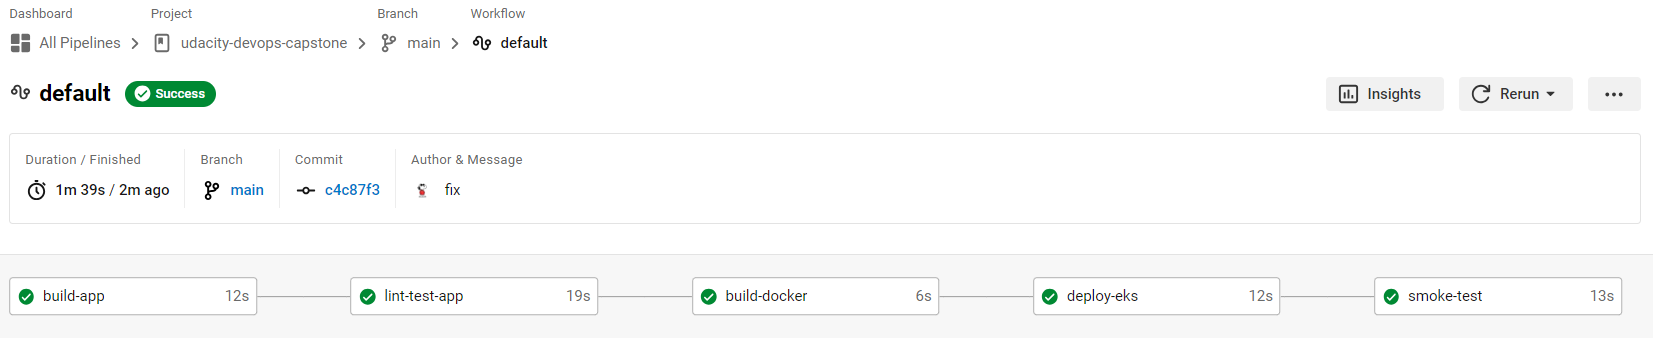 Dashboard Project Branch Workflow
All Pipelines udacity-devops-capstone main default
default Success Insights Rerun
Duration / Finished Branch Commit Author & Message
1m 39s / 2m ago main c4c87f3 fix
build-app 12s lint-test-app 19s build-docker 6s deploy-eks 12s smoke-test 13s